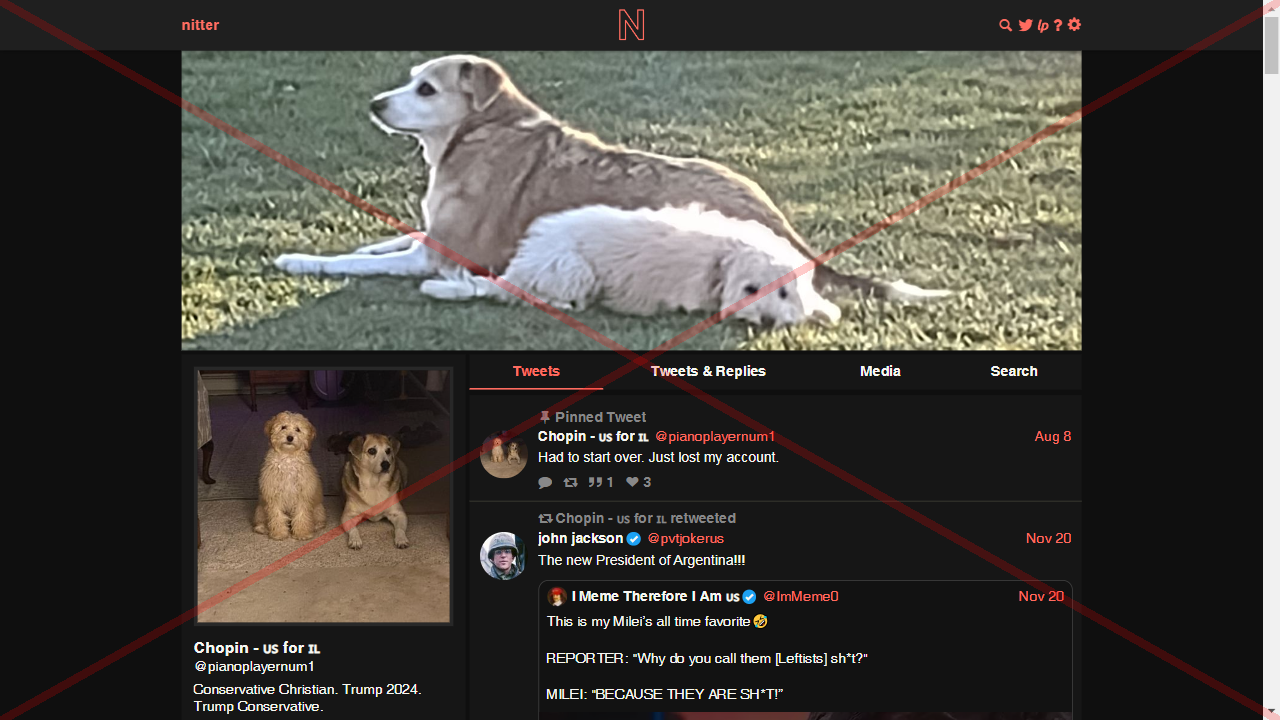 nitter
N
lp ?
Tweets
Tweets & Replies
Media
Search
Pinned Tweet
Chopin - us for IL @pianoplayernum1
Aug 8
Had to start over. Just lost my account.
1
3
Chopin - us for IL retweeted
john jackson @pvtjokerus
Nov 20
The new President of Argentina!!!
I Meme Therefore I Am us @ImMeme0
Nov 20
This is my Milei's all time favorite🤣
REPORTER: "Why do you call them [Leftists] sh*t?"
MILEI: “BECAUSE THEY ARE SH*T!”
Chopin - us for IL
@pianoplayernum1
Conservative Christian. Trump 2024.
Trump Conservative.